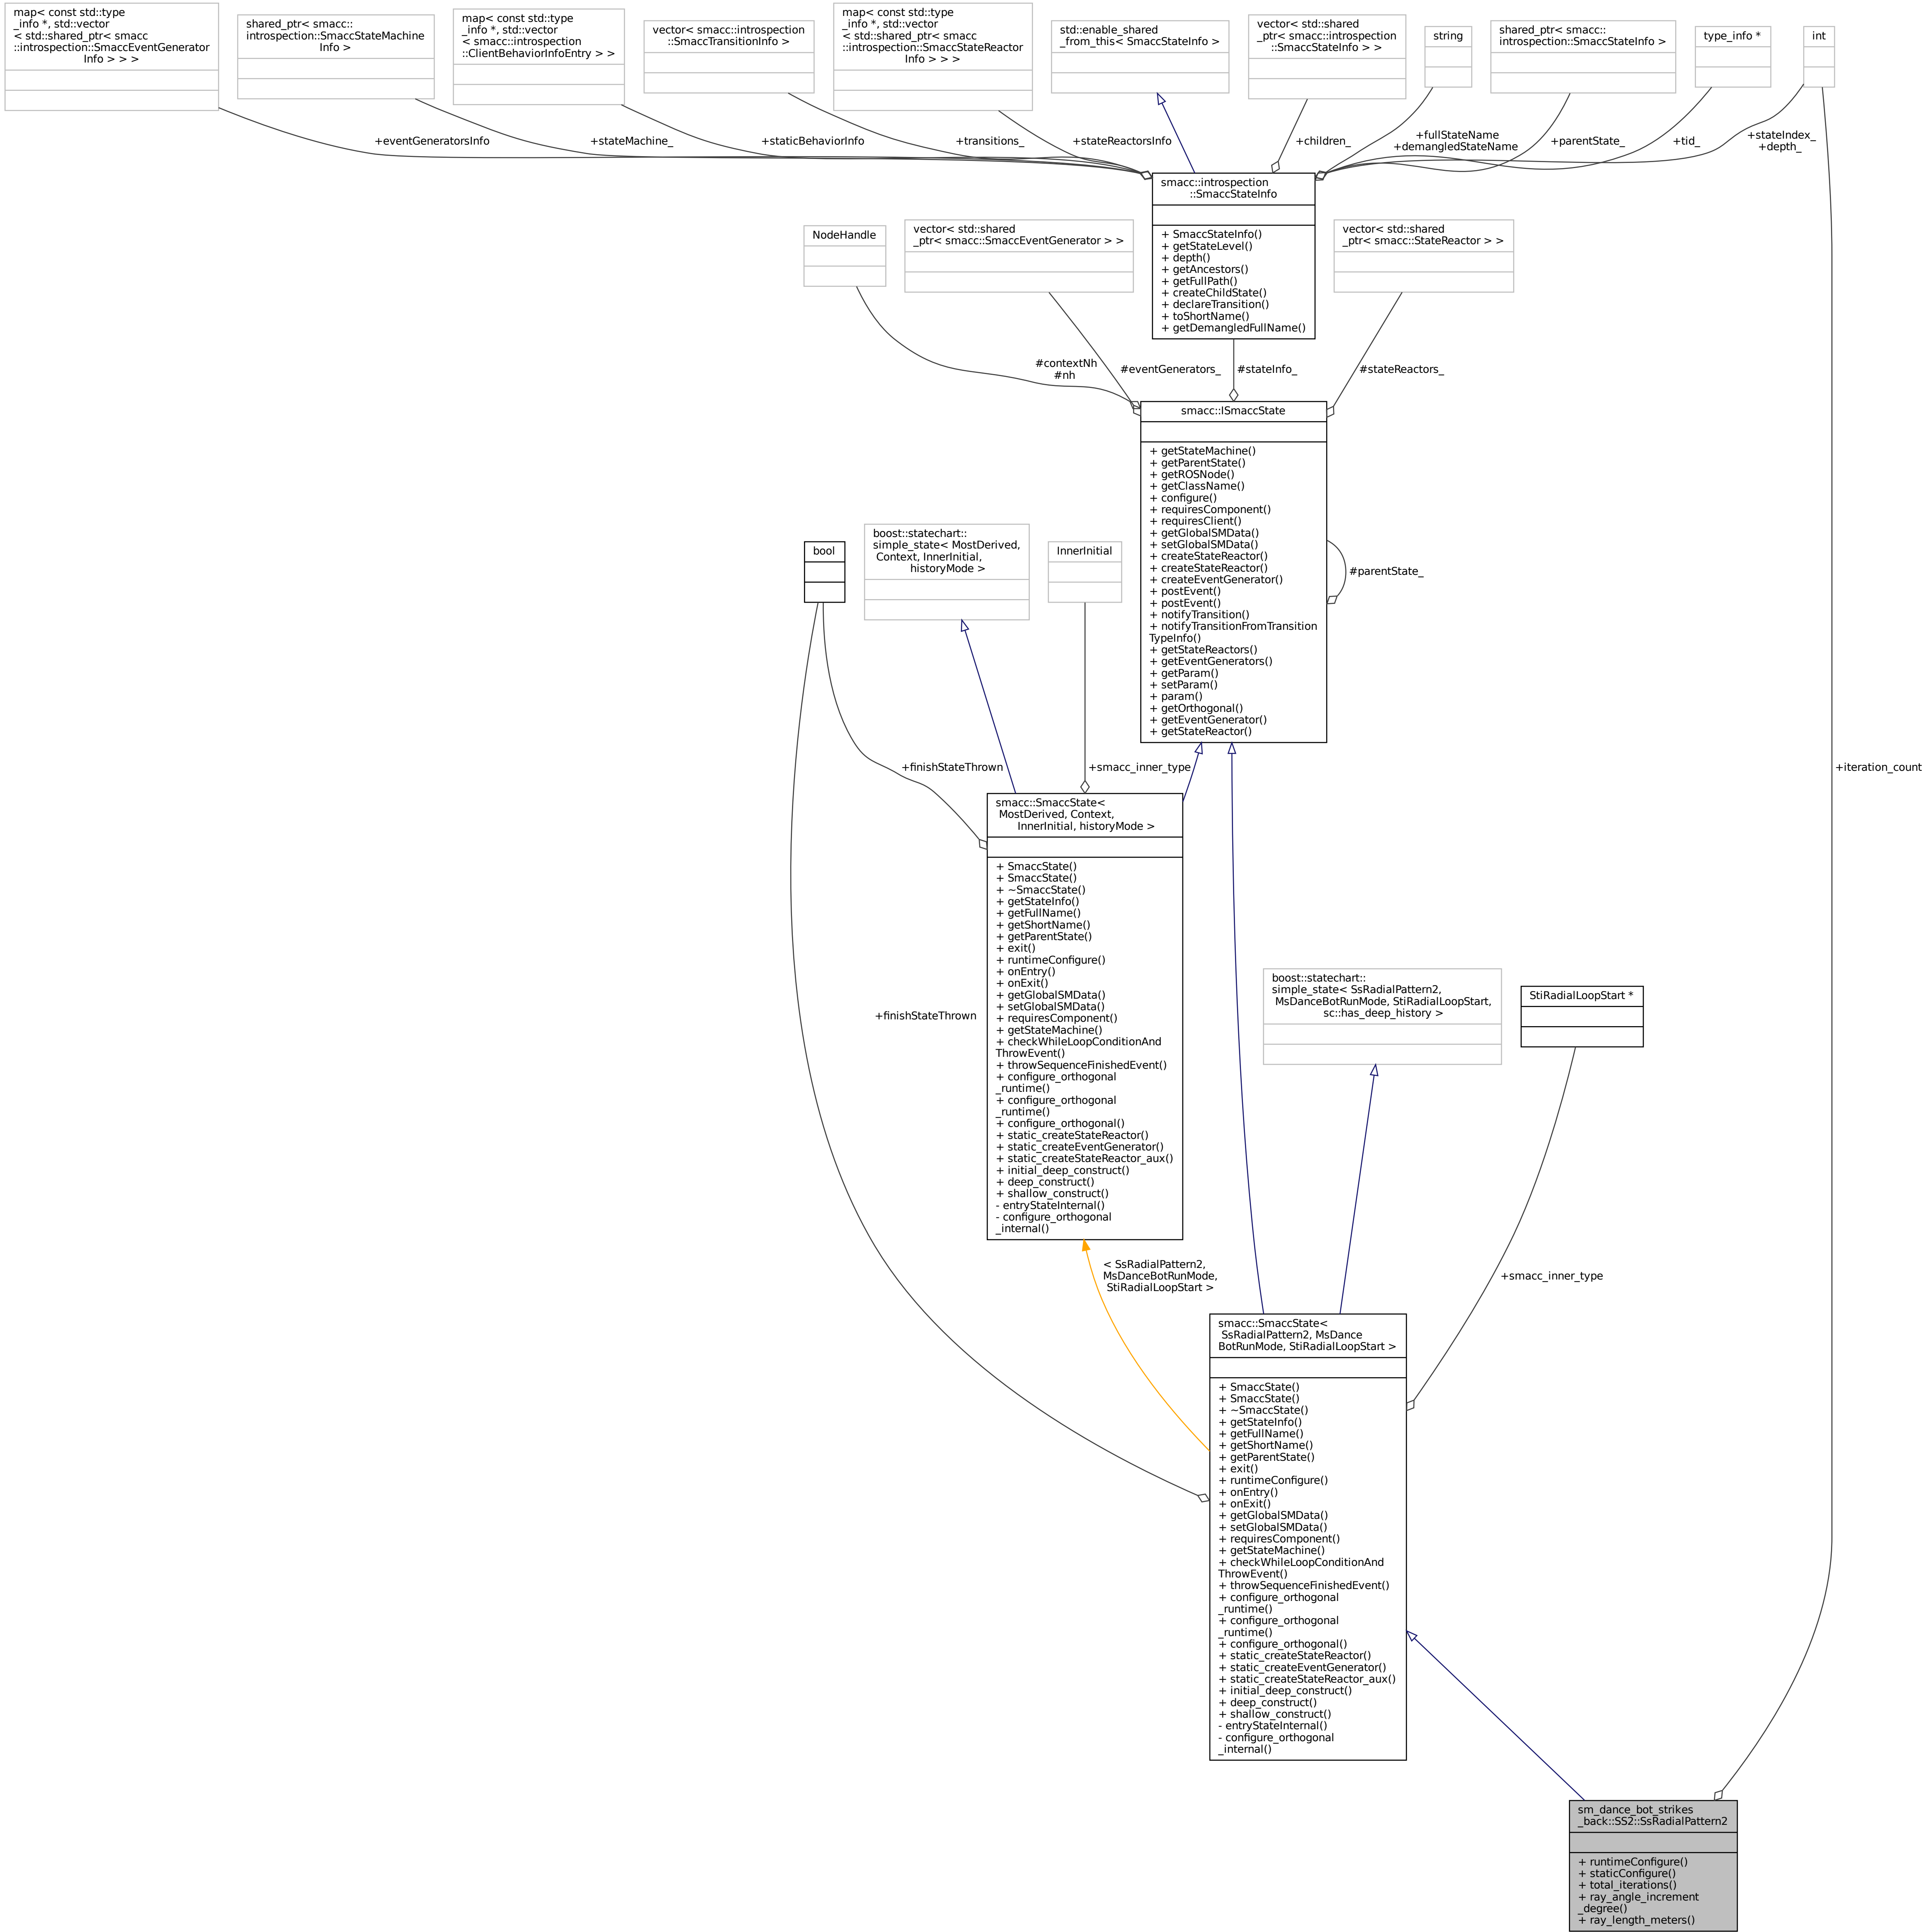 map< const std::type
_info *, std::vector
< std::shared_ptr< smacc
::introspection::SmaccEventGenerator
Info > > >
shared_ptr< smacc::
introspection::SmaccStateMachine
Info >
map< const std::type
_info *, std::vector
< smacc::introspection
::ClientBehaviorInfoEntry > >
vector< smacc::introspection
::SmaccTransitionInfo >
map< const std::type
_info *, std::vector
< std::shared_ptr< smacc
::introspection::SmaccStateReactor
Info > > >
std::enable_shared
_from_this< SmaccStateInfo >
vector< std::shared
_ptr< smacc::introspection
::SmaccStateInfo > >
string
shared_ptr< smacc::
introspection::SmaccStateInfo >
type_info *
int
+eventGeneratorsInfo
+stateMachine_
+staticBehaviorInfo
+transitions_
+stateReactorsInfo
+children_
+fullStateName
+demangledStateName
+parentState_
+tid_
+stateIndex_
+depth_
smacc::introspection
::SmaccStateInfo
+ SmaccStateInfo()
+ getStateLevel()
+ depth()
+ getAncestors()
+ getFullPath()
+ createChildState()
+ declareTransition()
+ toShortName()
+ getDemangledFullName()
NodeHandle
vector< std::shared
_ptr< smacc::SmaccEventGenerator > >
vector< std::shared
_ptr< smacc::StateReactor > >
#contextNh
#nh
#eventGenerators_
#stateInfo_
#stateReactors_
smacc::ISmaccState
+ getStateMachine()
+ getParentState()
+ getROSNode()
+ getClassName()
+ configure()
+ requiresComponent()
+ requiresClient()
+ getGlobalSMData()
+ setGlobalSMData()
+ createStateReactor()
+ createStateReactor()
+ createEventGenerator()
+ postEvent()
+ postEvent()
+ notifyTransition()
+ notifyTransitionFromTransition
TypeInfo()
+ getStateReactors()
+ getEventGenerators()
+ getParam()
+ setParam()
+ param()
+ getOrthogonal()
+ getEventGenerator()
+ getStateReactor()
#parentState_
bool
boost::statechart::
simple_state< MostDerived,
Context, InnerInitial,
historyMode >
InnerInitial
+finishStateThrown
+smacc_inner_type
+iteration_count
smacc::SmaccState<
MostDerived, Context,
InnerInitial, historyMode >
+ SmaccState()
+ SmaccState()
+ ~SmaccState()
+ getStateInfo()
+ getFullName()
+ getShortName()
+ getParentState()
+ exit()
+ runtimeConfigure()
+ onEntry()
+ onExit()
+ getGlobalSMData()
+ setGlobalSMData()
+ requiresComponent()
+ getStateMachine()
+ checkWhileLoopConditionAnd
ThrowEvent()
+ throwSequenceFinishedEvent()
+ configure_orthogonal
_runtime()
+ configure_orthogonal
_runtime()
+ configure_orthogonal()
+ static_createStateReactor()
+ static_createEventGenerator()
+ static_createStateReactor_aux()
+ initial_deep_construct()
+ deep_construct()
+ shallow_construct()
- entryStateInternal()
- configure_orthogonal
_internal()
+finishStateThrown
boost::statechart::
simple_state< SsRadialPattern2,
MsDanceBotRunMode, StiRadialLoopStart,
sc::has_deep_history >
StiRadialLoopStart *
< SsRadialPattern2,
MsDanceBotRunMode,
StiRadialLoopStart >
+smacc_inner_type
smacc::SmaccState<
SsRadialPattern2, MsDance
BotRunMode, StiRadialLoopStart >
+ SmaccState()
+ SmaccState()
+ ~SmaccState()
+ getStateInfo()
+ getFullName()
+ getShortName()
+ getParentState()
+ exit()
+ runtimeConfigure()
+ onEntry()
+ onExit()
+ getGlobalSMData()
+ setGlobalSMData()
+ requiresComponent()
+ getStateMachine()
+ checkWhileLoopConditionAnd
ThrowEvent()
+ throwSequenceFinishedEvent()
+ configure_orthogonal
_runtime()
+ configure_orthogonal
_runtime()
+ configure_orthogonal()
+ static_createStateReactor()
+ static_createEventGenerator()
+ static_createStateReactor_aux()
+ initial_deep_construct()
+ deep_construct()
+ shallow_construct()
- entryStateInternal()
- configure_orthogonal
_internal()
sm_dance_bot_strikes
_back::SS2::SsRadialPattern2
+ runtimeConfigure()
+ staticConfigure()
+ total_iterations()
+ ray_angle_increment
_degree()
+ ray_length_meters()